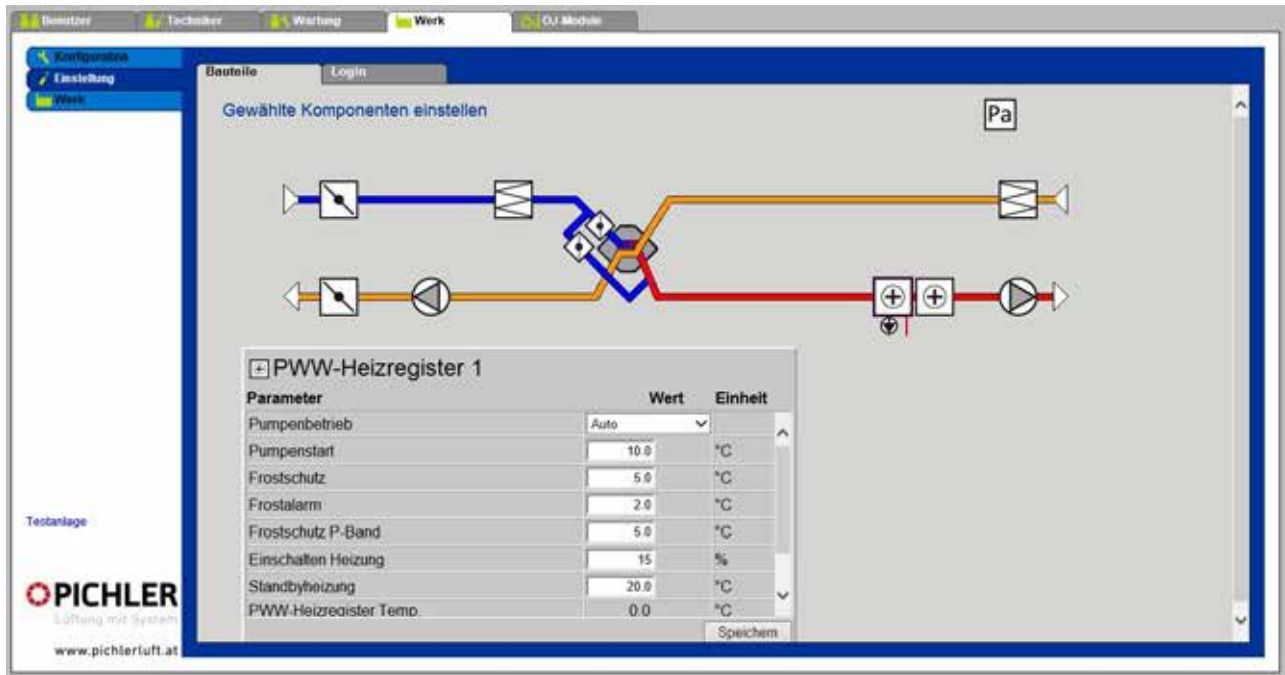 Benutzer Techniker Wartung Werk OJ-Module
Konfiguration
Einstellung
Werk
Bauteile Login
Gewählte Komponenten einstellen
Pa
PWW-Heizregister 1
Parameter Wert Einheit
Pumpenbetrieb Auto
Pumpenstart 10.0 °C
Frostschutz 5.0 °C
Frostalarm 2.0 °C
Frostschutz P-Band 5.0 °C
Einschalten Heizung 15 %
Standbyheizung 20.0 °C
PWW-Heizregister Temp. 0.0 °C
Speichern
Testanlage
PICHLER
Lüftung mit System
www.pichlerluft.at